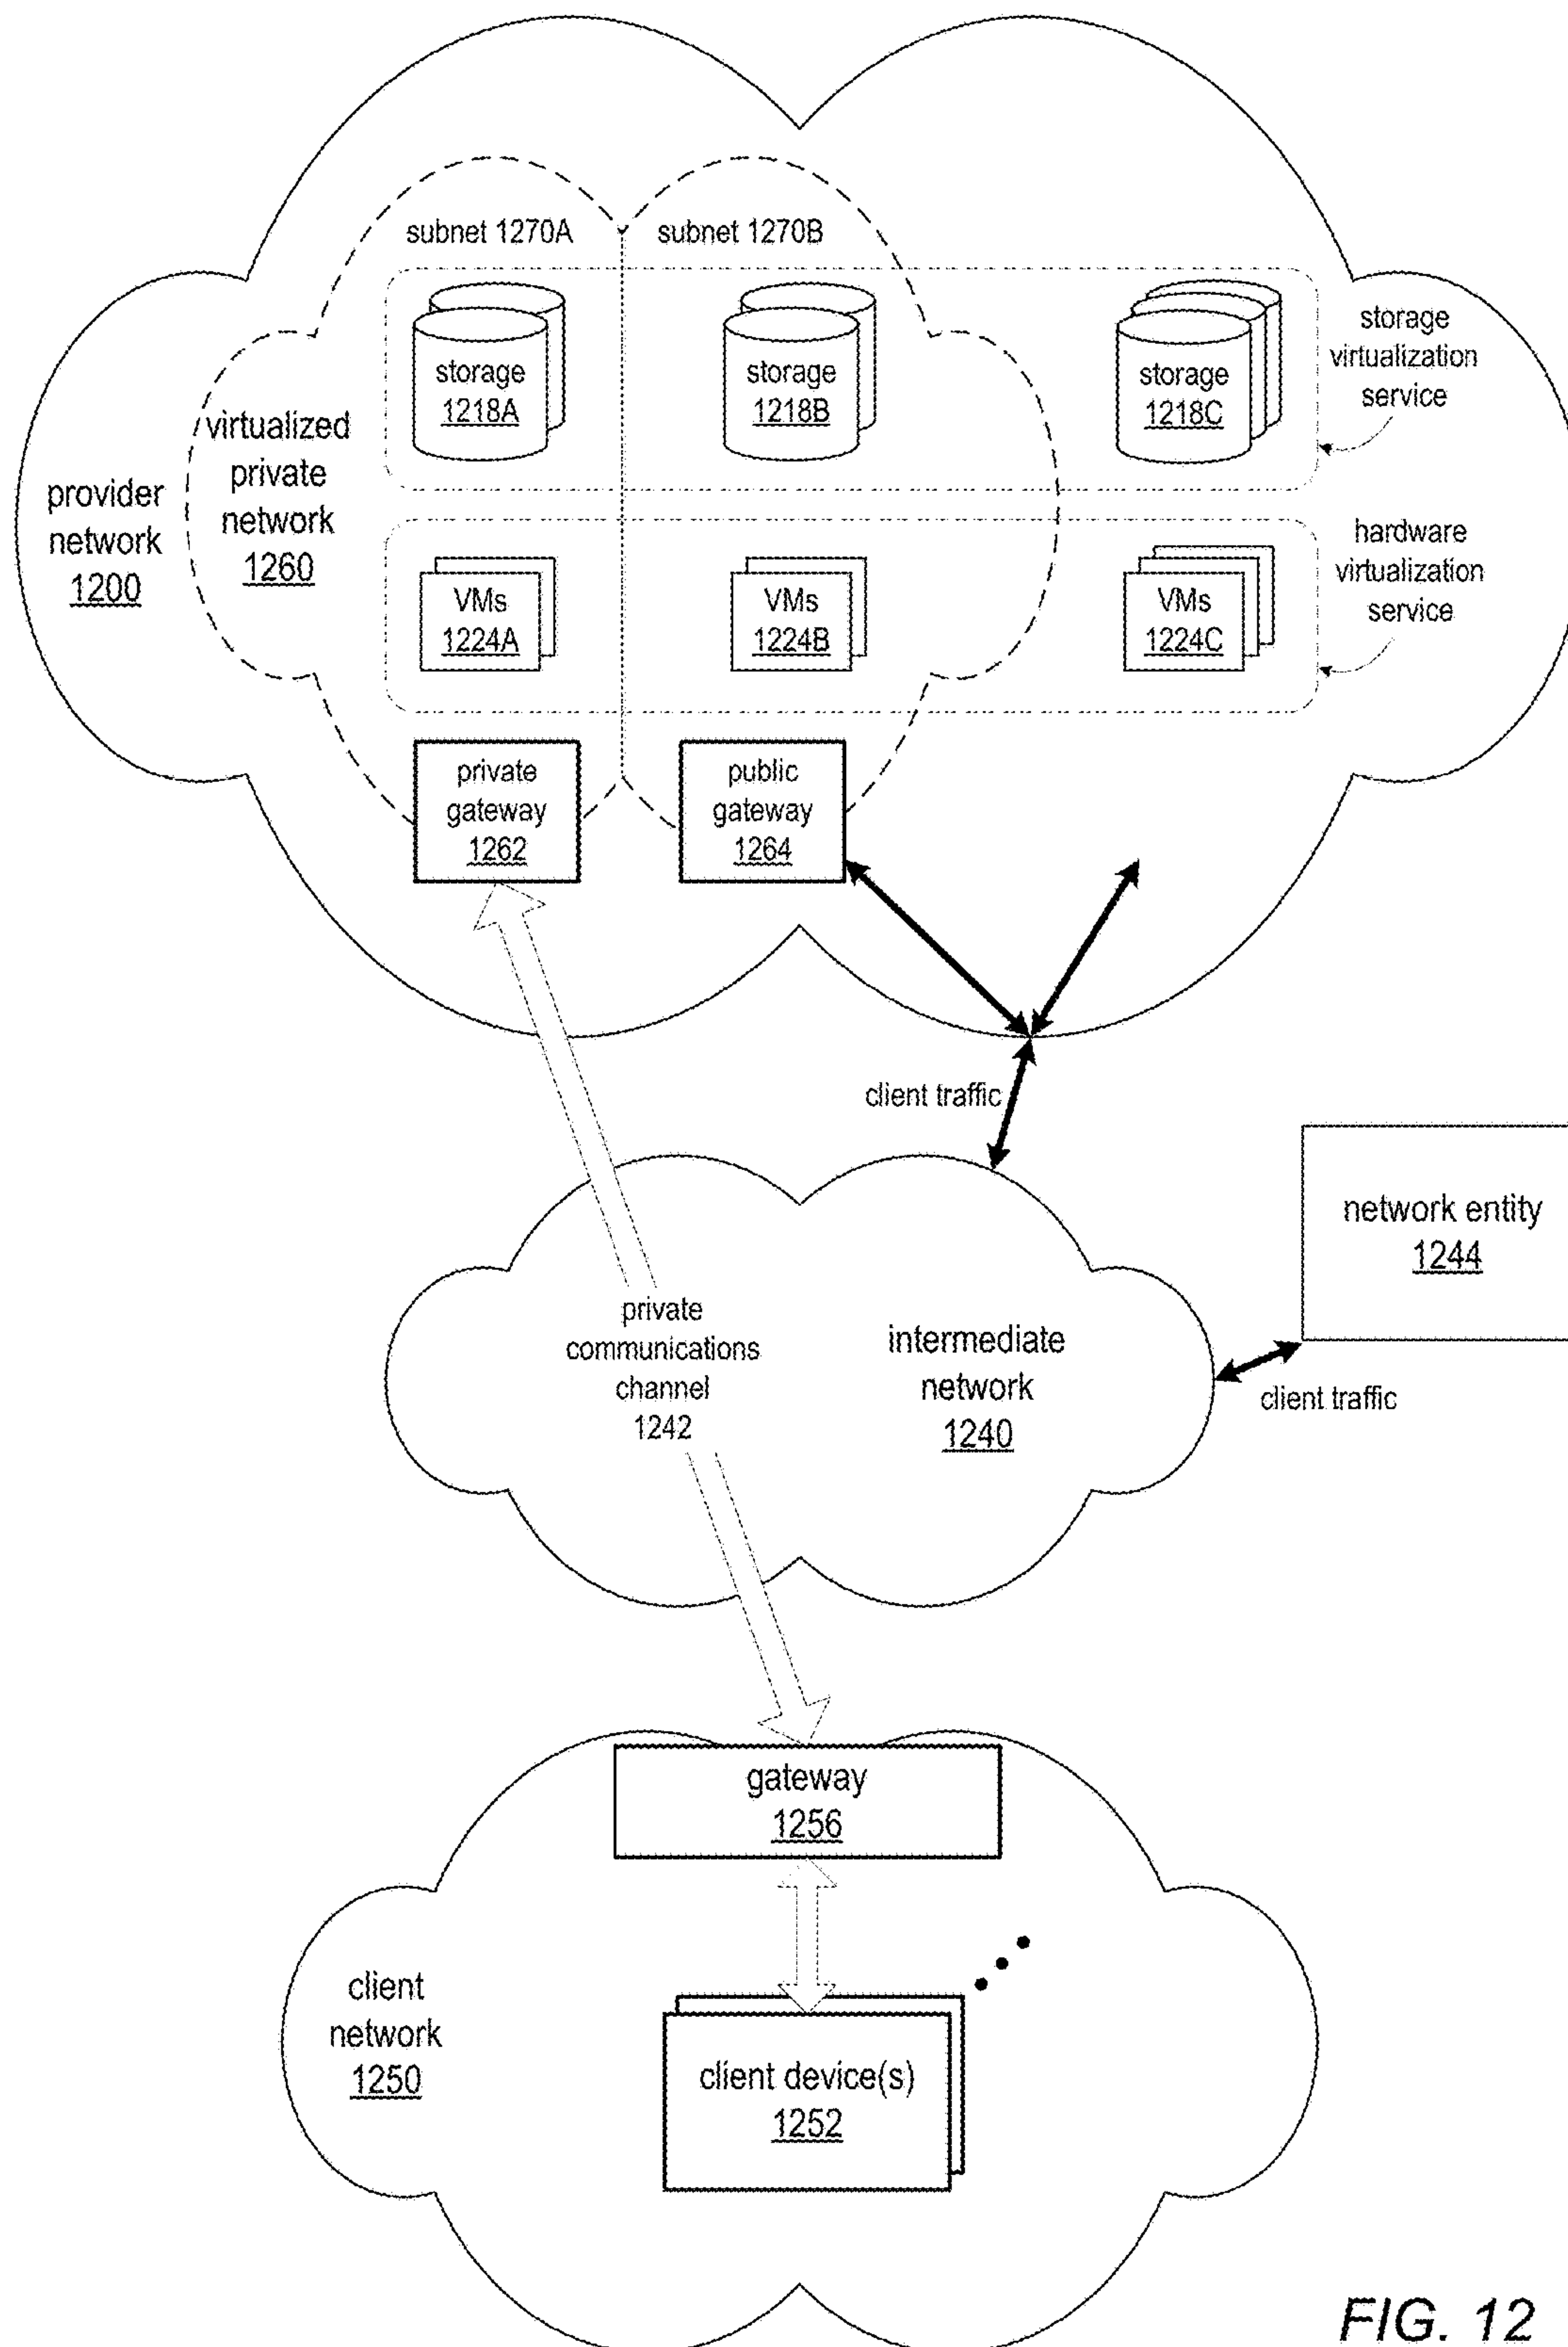 subnet 1270A
subnet 1270B
storage
1218A
storage
1218B
storage
1218C
storage
virtualization
service
provider
network
1200
virtualized
private
network
1260
VMs
1224A
VMs
1224B
VMs
1224C
hardware
virtualization
service
private
gateway
1262
public
gateway
1264
client traffic
network entity
1244
private
communications
channel
1242
intermediate
network
1240
client traffic
gateway
1256
client
network
1250
client device(s)
1252
FIG. 12